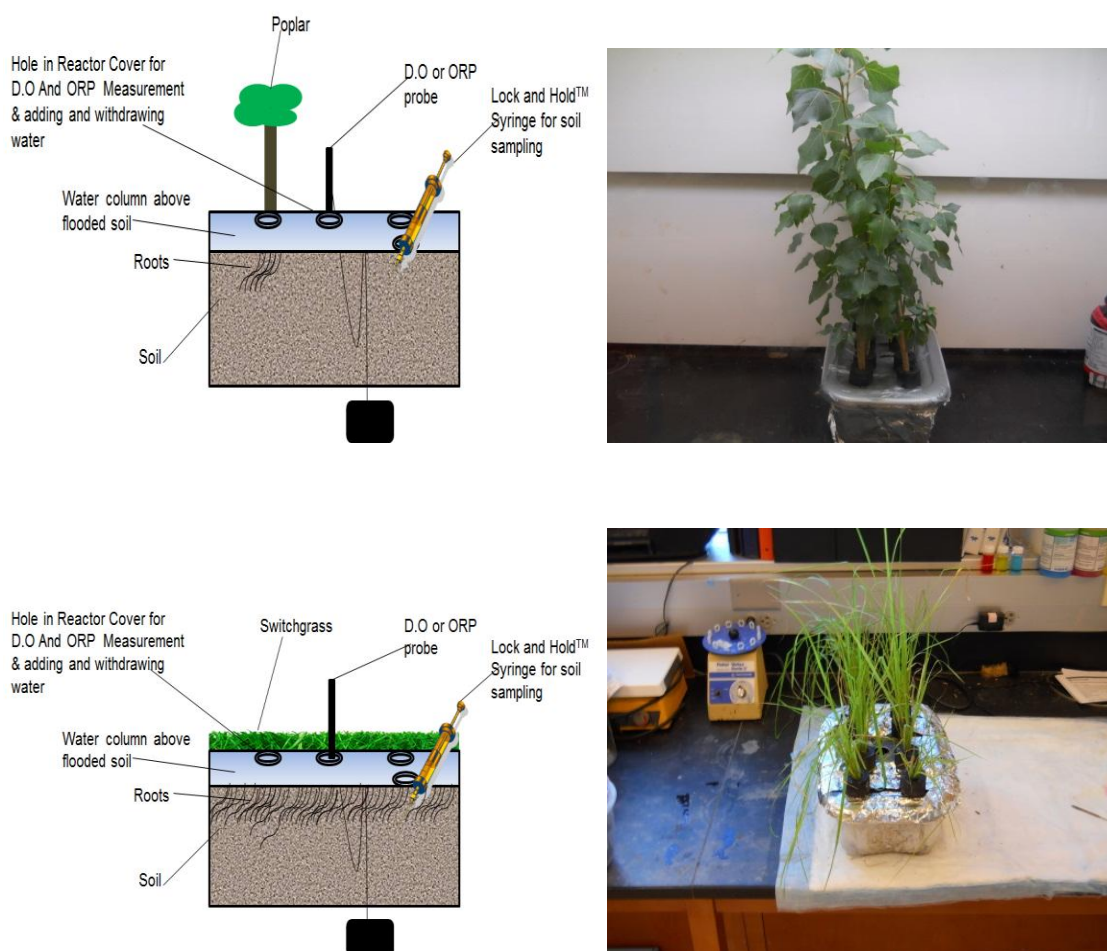 Poplar
Hole in Reactor Cover for
D.O And ORP Measurement
& adding and withdrawing
water
D.O or ORP
probe
Lock and Hold™
Syringe for soil
sampling
Water column above
flooded soil
Roots
Soil
Hole in Reactor Cover for
D.O And ORP Measurement
& adding and withdrawing
water
Switchgrass
D.O or ORP
probe
Lock and Hold™
Syringe for soil
sampling
Water column above
flooded soil
Roots
Soil